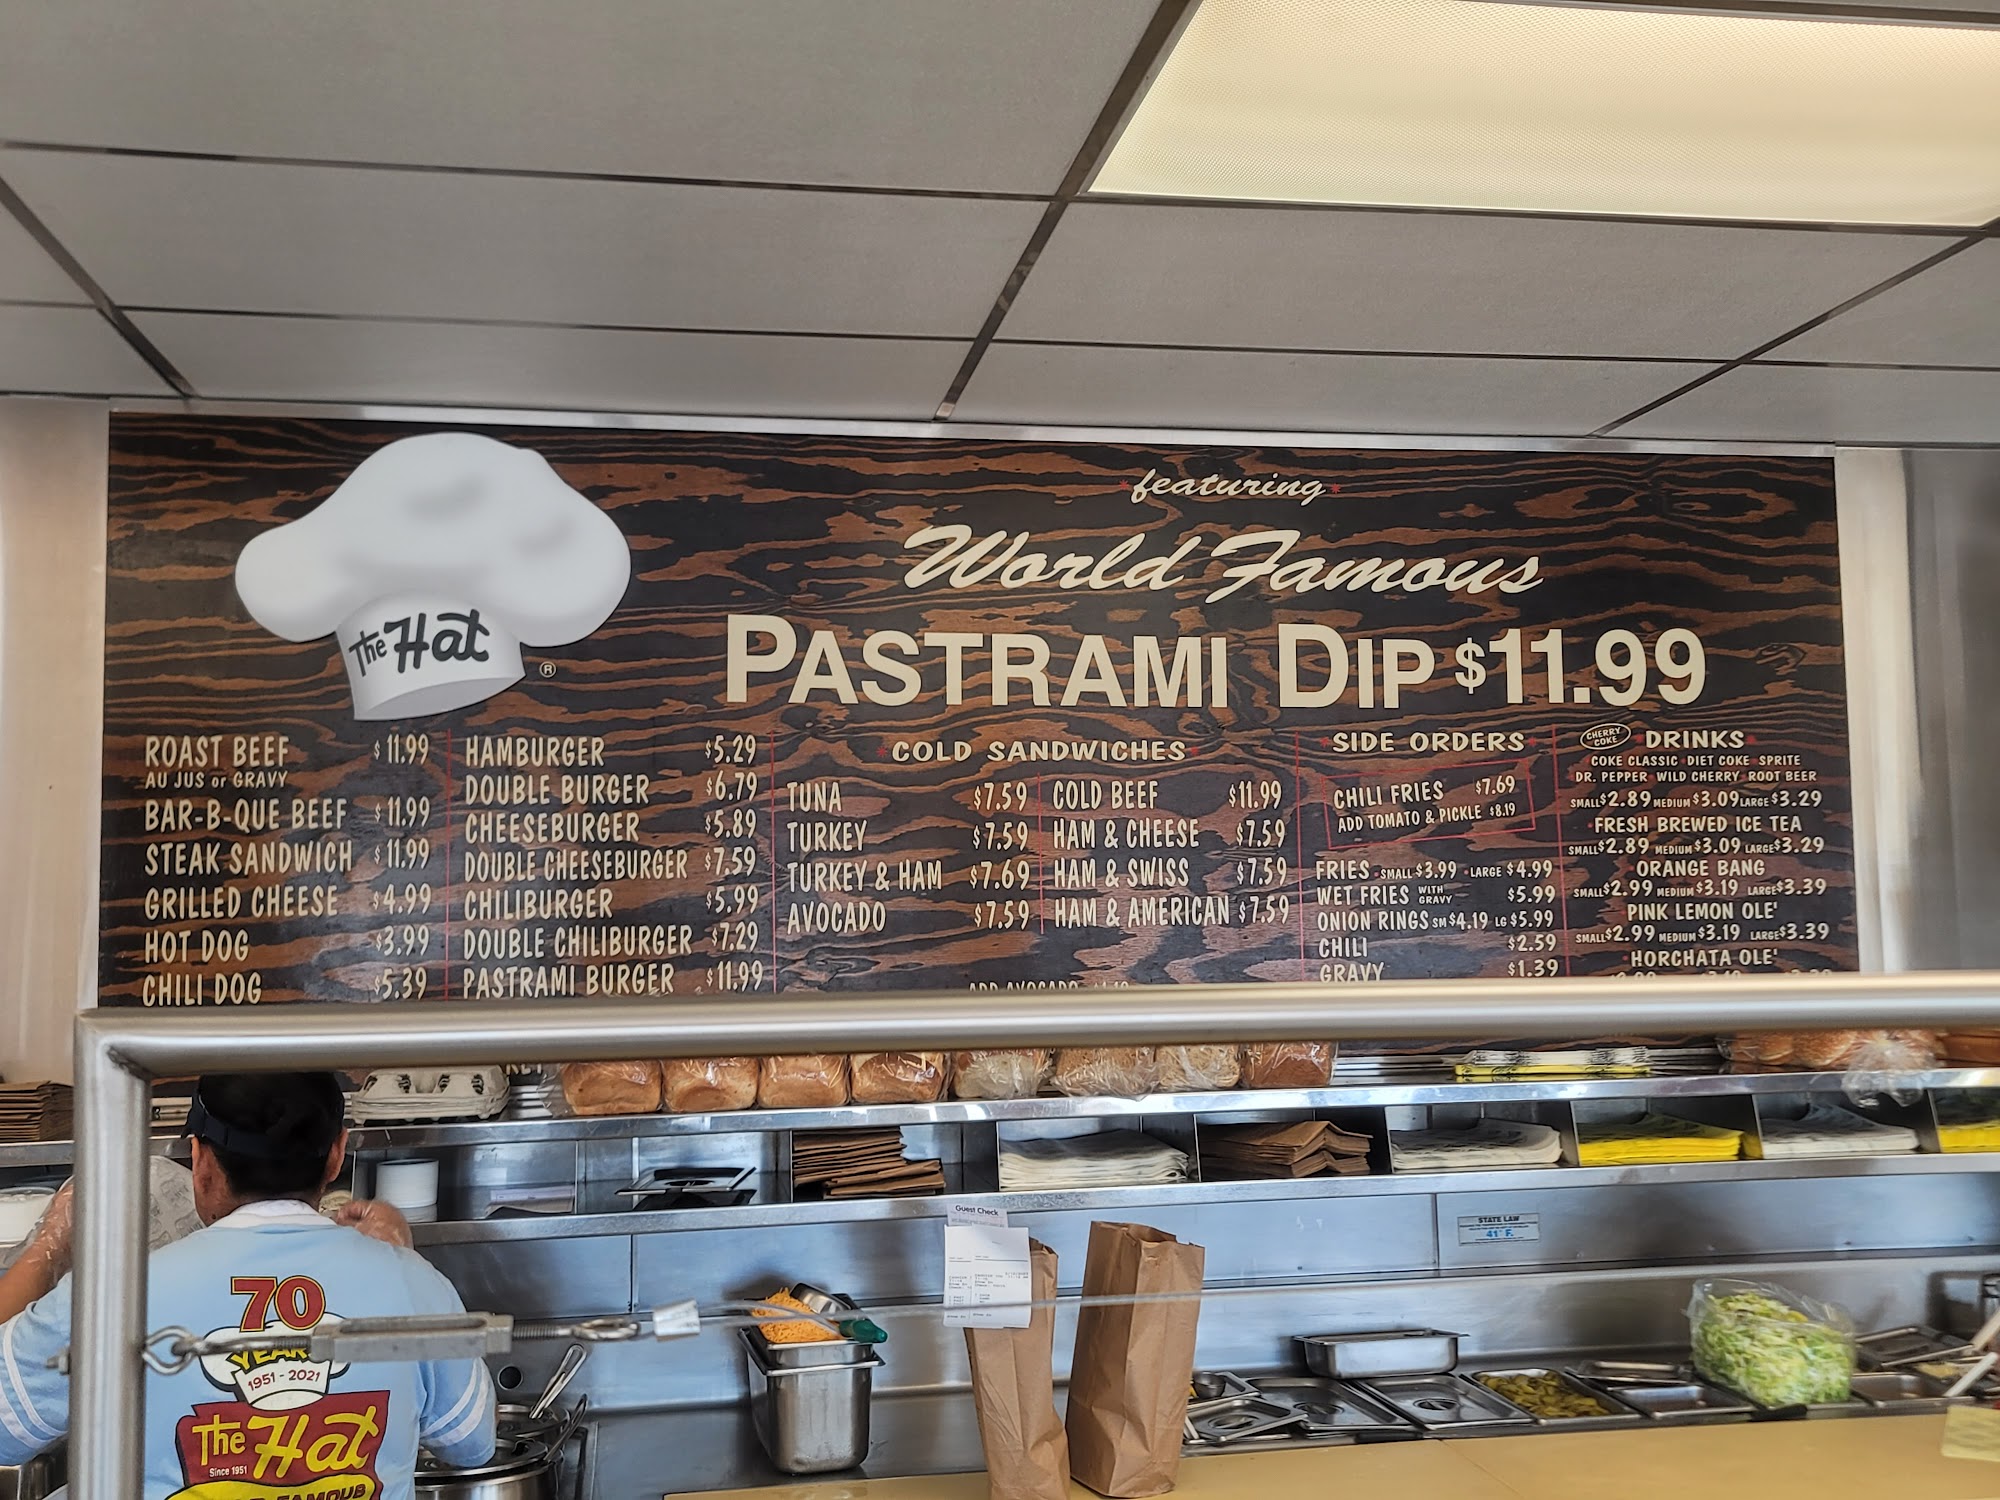 The Hat ®
featuring
World Famous
PASTRAMI DIP $11.99
ROAST BEEF $11.99
AU JUS or GRAVY
BAR-B-QUE BEEF $11.99
STEAK SANDWICH $11.99
GRILLED CHEESE $4.99
HOT DOG $3.99
CHILI DOG $5.39
HAMBURGER $5.29
DOUBLE BURGER $6.79
CHEESEBURGER $5.89
DOUBLE CHEESEBURGER $7.59
CHILIBURGER $5.99
DOUBLE CHILIBURGER $7.29
PASTRAMI BURGER $11.99
COLD SANDWICHES
TUNA $7.59
TURKEY $7.59
TURKEY & HAM $7.69
AVOCADO $7.59
COLD BEEF $11.99
HAM & CHEESE $7.59
HAM & SWISS $7.59
HAM & AMERICAN $7.59
ADD AVOCADO
SIDE ORDERS
CHILI FRIES $7.69
ADD TOMATO & PICKLE $8.19
FRIES SMALL $3.99 LARGE $4.99
WET FRIES WITH GRAVY $5.99
ONION RINGS SM $4.19 LG $5.99
CHILI $2.59
GRAVY $1.39
CHERRY COKE
DRINKS
COKE CLASSIC DIET COKE SPRITE
DR. PEPPER WILD CHERRY ROOT BEER
SMALL $2.89 MEDIUM $3.09 LARGE $3.29
FRESH BREWED ICE TEA
SMALL $2.89 MEDIUM $3.09 LARGE $3.29
ORANGE BANG
SMALL $2.99 MEDIUM $3.19 LARGE $3.39
PINK LEMON OLE'
SMALL $2.99 MEDIUM $3.19 LARGE $3.39
HORCHATA OLE'
Guest Check
STATE LAW
41° F.
70
YEARS
1951 - 2021
The Hat
Since 1951
FAMOUS